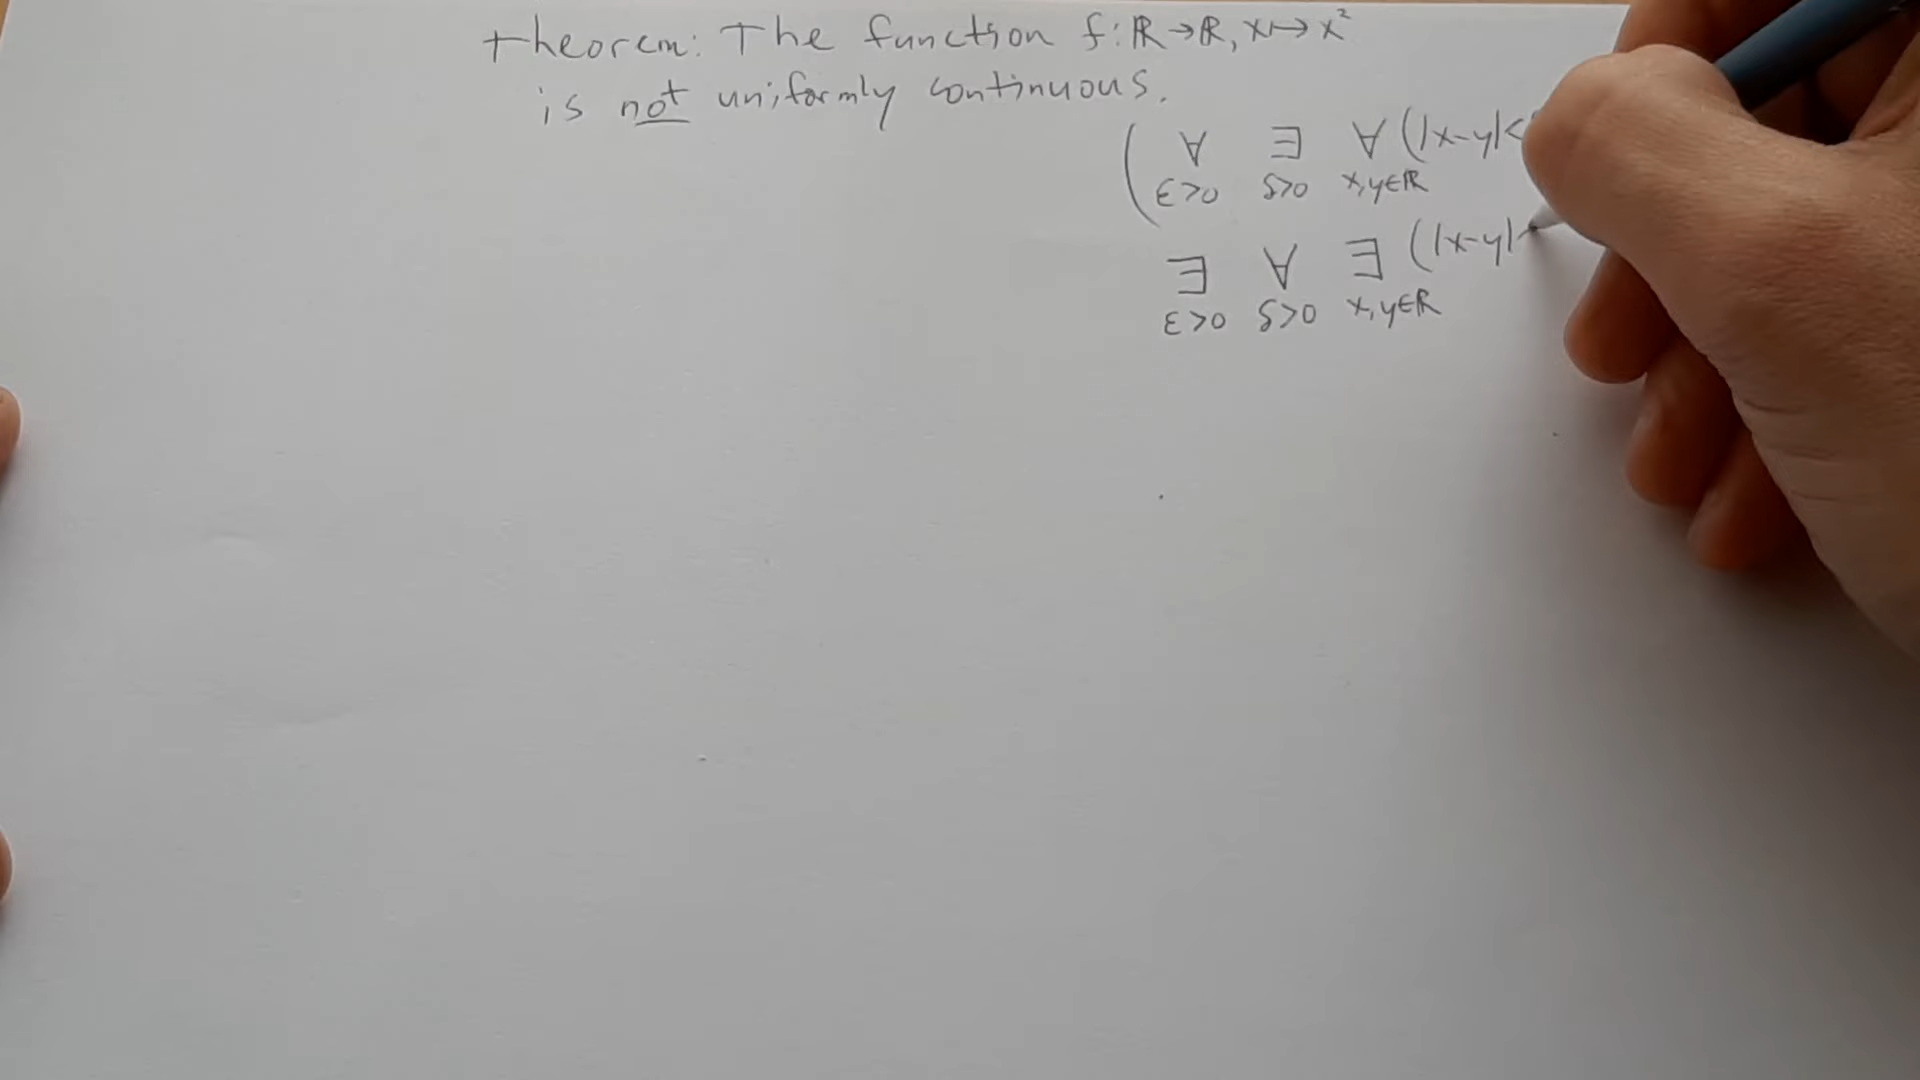 Theorem: The function f:ℝ→ℝ, x↦x²
is not uniformly continuous.
( ∀ ∃ ∀ (|x-y|<
ε>0 δ>0 x,y∈ℝ
∃ ∀ ∃ (|x-y|
ε>0 δ>0 x,y∈ℝ